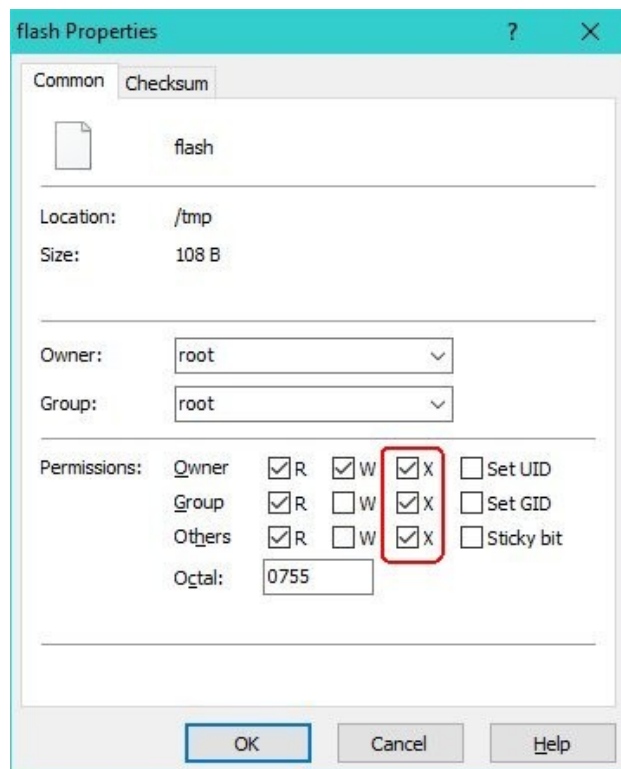 flash Properties ?
Common Checksum
flash
Location: /tmp
Size: 108 B
Owner: root
Group: root
Permissions: Owner R W X Set UID
Group R W X Set GID
Others R W X Sticky bit
Octal: 0755
OK Cancel Help